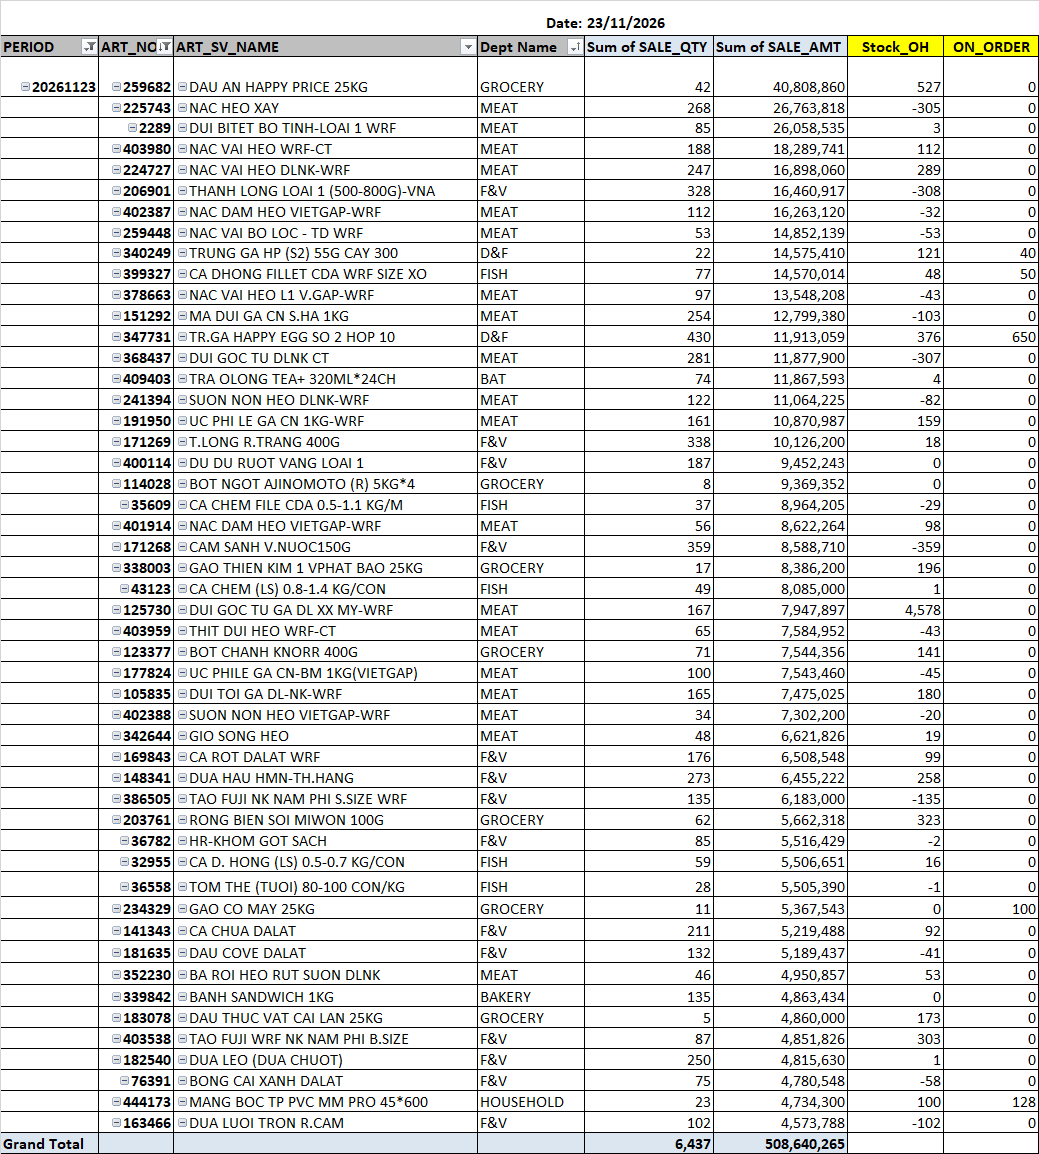 Date: 23/11/2026
PERIOD ART_NO ART_SV_NAME Dept Name Sum of SALE_QTY Sum of SALE_AMT Stock_OH ON_ORDER
20261123 259682 DAU AN HAPPY PRICE 25KG GROCERY 42 40,808,860 527 0
225743 NAC HEO XAY MEAT 268 26,763,818 -305 0
2289 DUI BITET BO TINH-LOAI 1 WRF MEAT 85 26,058,535 3 0
403980 NAC VAI HEO WRF-CT MEAT 188 18,289,741 112 0
224727 NAC VAI HEO DLNK-WRF MEAT 247 16,898,060 289 0
206901 THANH LONG LOAI 1 (500-800G)-VNA F&V 328 16,460,917 -308 0
402387 NAC DAM HEO VIETGAP-WRF MEAT 112 16,263,120 -32 0
259448 NAC VAI BO LOC - TD WRF MEAT 53 14,852,139 -53 0
340249 TRUNG GA HP (S2) 55G CAY 300 D&F 22 14,575,410 121 40
399327 CA DHONG FILLET CDA WRF SIZE XO FISH 77 14,570,014 48 50
378663 NAC VAI HEO L1 V.GAP-WRF MEAT 97 13,548,208 -43 0
151292 MA DUI GA CN S.HA 1KG MEAT 254 12,799,380 -103 0
347731 TR.GA HAPPY EGG SO 2 HOP 10 D&F 430 11,913,059 376 650
368437 DUI GOC TU DLNK CT MEAT 281 11,877,900 -307 0
409403 TRA OLONG TEA+ 320ML*24CH BAT 74 11,867,593 4 0
241394 SUON NON HEO DLNK-WRF MEAT 122 11,064,225 -82 0
191950 UC PHI LE GA CN 1KG-WRF MEAT 161 10,870,987 159 0
171269 T.LONG R.TRANG 400G F&V 338 10,126,200 18 0
400114 DU DU RUOT VANG LOAI 1 F&V 187 9,452,243 0 0
114028 BOT NGOT AJINOMOTO (R) 5KG*4 GROCERY 8 9,369,352 0 0
35609 CA CHEM FILE CDA 0.5-1.1 KG/M FISH 37 8,964,205 -29 0
401914 NAC DAM HEO VIETGAP-WRF MEAT 56 8,622,264 98 0
171268 CAM SANH V.NUOC150G F&V 359 8,588,710 -359 0
338003 GAO THIEN KIM 1 VPHAT BAO 25KG GROCERY 17 8,386,200 196 0
43123 CA CHEM (LS) 0.8-1.4 KG/CON FISH 49 8,085,000 1 0
125730 DUI GOC TU GA DL XX MY-WRF MEAT 167 7,947,897 4,578 0
403959 THIT DUI HEO WRF-CT MEAT 65 7,584,952 -43 0
123377 BOT CHANH KNORR 400G GROCERY 71 7,544,356 141 0
177824 UC PHILE GA CN-BM 1KG(VIETGAP) MEAT 100 7,543,460 -45 0
105835 DUI TOI GA DL-NK-WRF MEAT 165 7,475,025 180 0
402388 SUON NON HEO VIETGAP-WRF MEAT 34 7,302,200 -20 0
342644 GIO SONG HEO MEAT 48 6,621,826 19 0
169843 CA ROT DALAT WRF F&V 176 6,508,548 99 0
148341 DUA HAU HMN-TH.HANG F&V 273 6,455,222 258 0
386505 TAO FUJI NK NAM PHI S.SIZE WRF F&V 135 6,183,000 -135 0
203761 RONG BIEN SOI MIWON 100G GROCERY 62 5,662,318 323 0
36782 HR-KHOM GOT SACH F&V 85 5,516,429 -2 0
32955 CA D. HONG (LS) 0.5-0.7 KG/CON FISH 59 5,506,651 16 0
36558 TOM THE (TUOI) 80-100 CON/KG FISH 28 5,505,390 -1 0
234329 GAO CO MAY 25KG GROCERY 11 5,367,543 0 100
141343 CA CHUA DALAT F&V 211 5,219,488 92 0
181635 DAU COVE DALAT F&V 132 5,189,437 -41 0
352230 BA ROI HEO RUT SUON DLNK MEAT 46 4,950,857 53 0
339842 BANH SANDWICH 1KG BAKERY 135 4,863,434 0 0
183078 DAU THUC VAT CAI LAN 25KG GROCERY 5 4,860,000 173 0
403538 TAO FUJI WRF NK NAM PHI B.SIZE F&V 87 4,851,826 303 0
182540 DUA LEO (DUA CHUOT) F&V 250 4,815,630 1 0
76391 BONG CAI XANH DALAT F&V 75 4,780,548 -58 0
444173 MANG BOC TP PVC MM PRO 45*600 HOUSEHOLD 23 4,734,300 100 128
163466 DUA LUOI TRON R.CAM F&V 102 4,573,788 -102 0
Grand Total 6,437 508,640,265